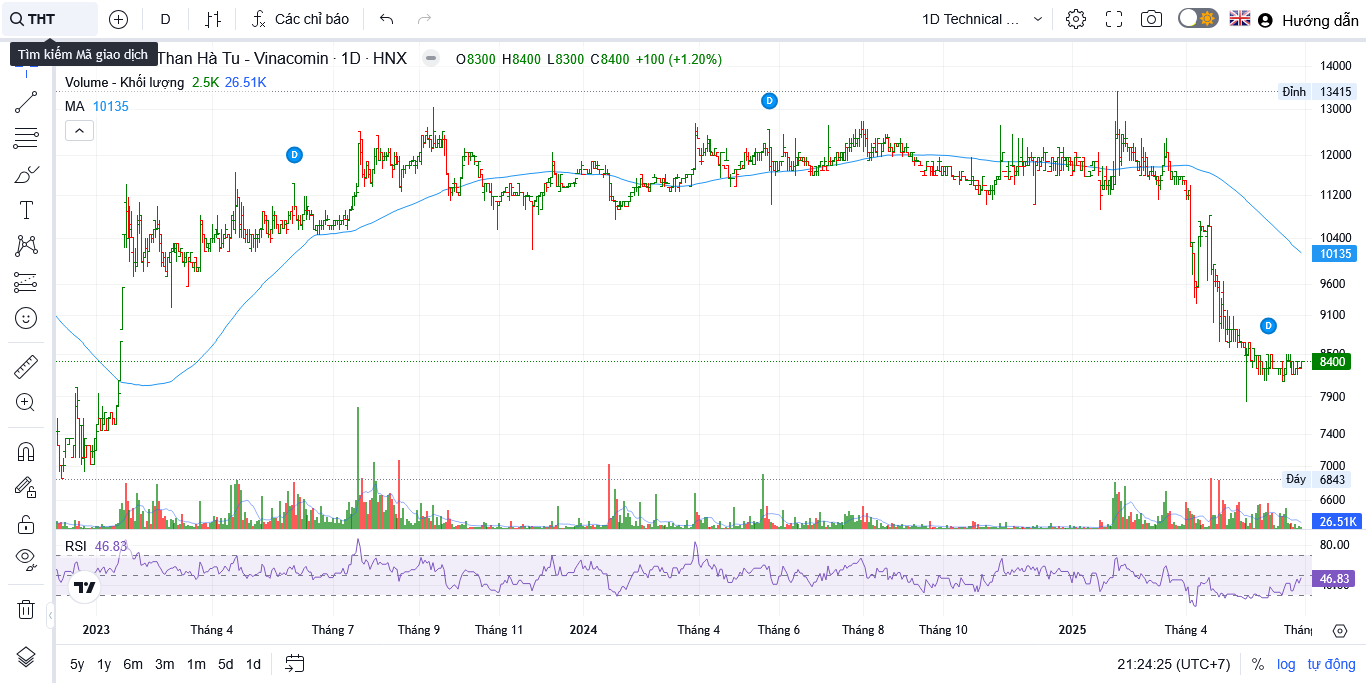 THT
D
Các chỉ báo
1D Technical ...
Hướng dẫn
Tìm kiếm Mã giao dịch
Than Hà Tu - Vinacomin · 1D · HNX
O8300 H8400 L8300 C8400 +100 (+1.20%)
Volume - Khối lượng 2.5K 26.51K
MA 10135
D
D
D
14000
Đỉnh 13415
13000
12000
11200
10400
10135
9600
9100
8400
7900
7400
7000
Đáy 6843
6600
26.51K
RSI 46.83
80.00
46.83
2023 Tháng 4 Tháng 7 Tháng 9 Tháng 11 2024 Tháng 4 Tháng 6 Tháng 8 Tháng 10 2025 Tháng 4
5y 1y 6m 3m 1m 5d 1d
21:24:25 (UTC+7) % log tự động